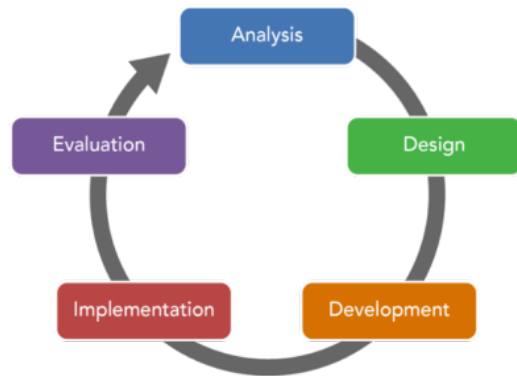 Analysis
Design
Development
Implementation
Evaluation